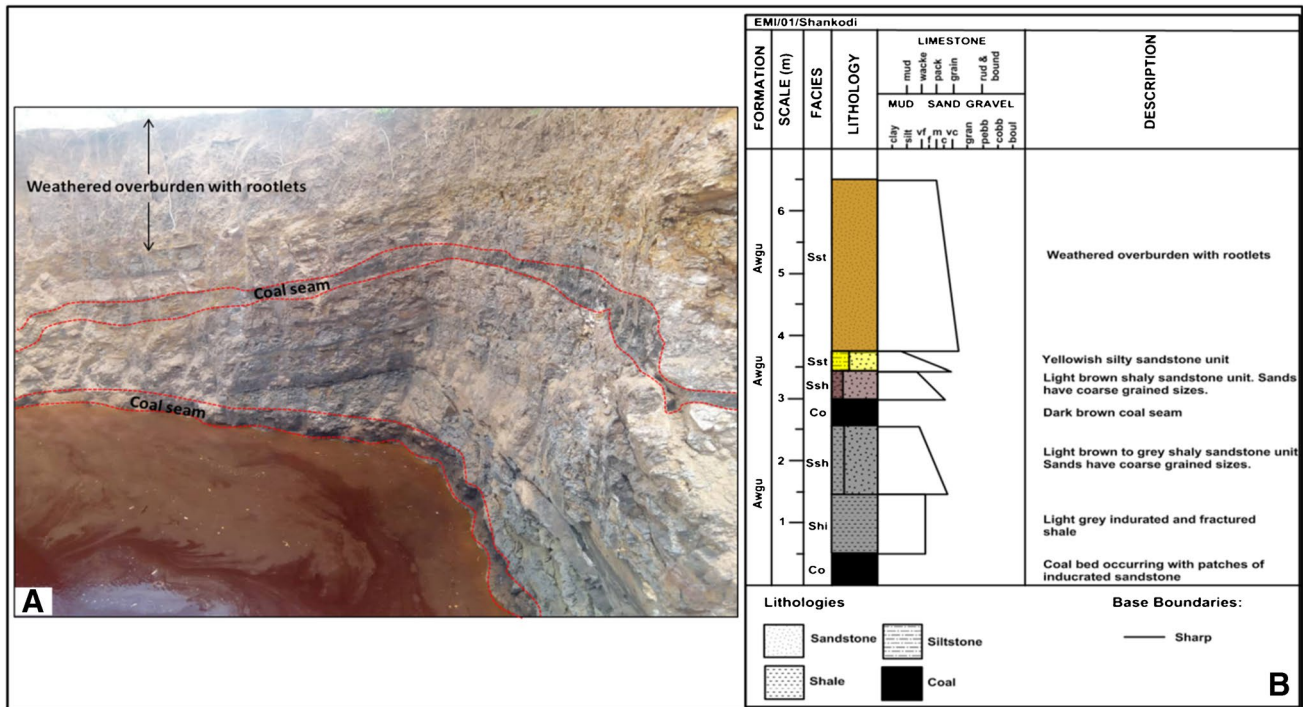 Weathered overburden with rootlets
Coal seam
Coal seam
A
EMI/01/Shankodi
FORMATION
SCALE (m)
FACIES
LITHOLOGY
LIMESTONE
mud
wacke
pack
grain
rud &
bound
MUD SAND GRAVEL
clay
silt
vf
f
m
c
vc
gran
pebb
cobb
boul
DESCRIPTION
Awgu
Awgu
Awgu
6
5
4
3
2
1
Sst
Sst
Ssh
Co
Ssh
Shi
Co
Weathered overburden with rootlets
Yellowish silty sandstone unit
Light brown shaly sandstone unit. Sands
have coarse grained sizes.
Dark brown coal seam
Light brown to grey shaly sandstone unit
Sands have coarse grained sizes.
Light grey indurated and fractured
shale
Coal bed occurring with patches of
inducrated sandstone
Lithologies
Sandstone
Siltstone
Shale
Coal
Base Boundaries:
Sharp
B